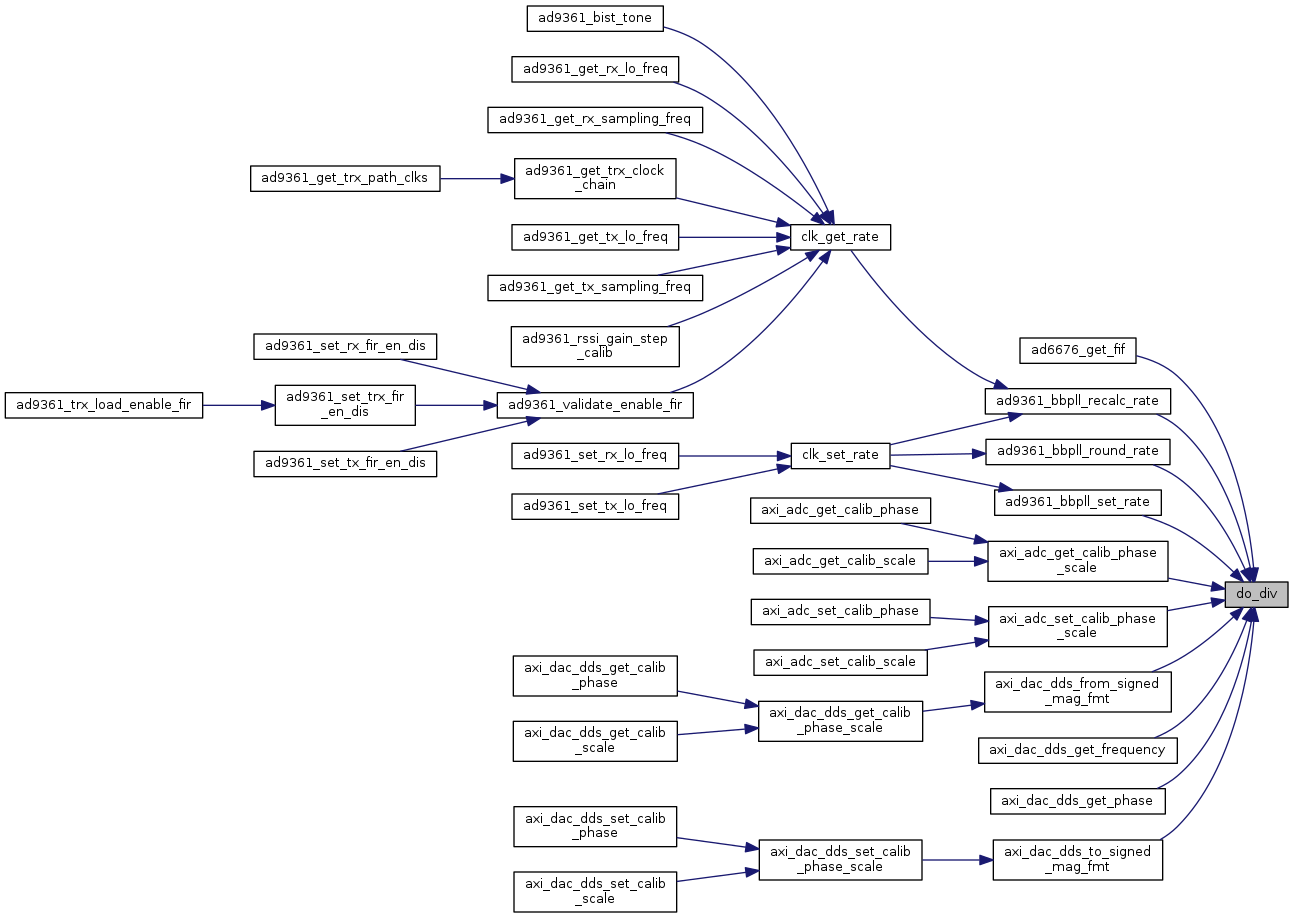 ad9361_bist_tone
ad9361_get_rx_lo_freq
ad9361_get_rx_sampling_freq
ad9361_get_trx_path_clks
ad9361_get_trx_clock
_chain
clk_get_rate
ad9361_get_tx_lo_freq
ad9361_get_tx_sampling_freq
ad9361_rssi_gain_step
_calib
ad9361_set_rx_fir_en_dis
ad6676_get_fif
ad9361_trx_load_enable_fir
ad9361_set_trx_fir
_en_dis
ad9361_validate_enable_fir
ad9361_bbpll_recalc_rate
ad9361_set_tx_fir_en_dis
ad9361_set_rx_lo_freq
clk_set_rate
ad9361_bbpll_round_rate
ad9361_set_tx_lo_freq
ad9361_bbpll_set_rate
axi_adc_get_calib_phase
axi_adc_get_calib_scale
axi_adc_get_calib_phase
_scale
do_div
axi_adc_set_calib_phase
axi_adc_set_calib_scale
axi_adc_set_calib_phase
_scale
axi_dac_dds_get_calib
_phase
axi_dac_dds_get_calib
_scale
axi_dac_dds_get_calib
_phase_scale
axi_dac_dds_from_signed
_mag_fmt
axi_dac_dds_get_frequency
axi_dac_dds_get_phase
axi_dac_dds_set_calib
_phase
axi_dac_dds_set_calib
_scale
axi_dac_dds_set_calib
_phase_scale
axi_dac_dds_to_signed
_mag_fmt